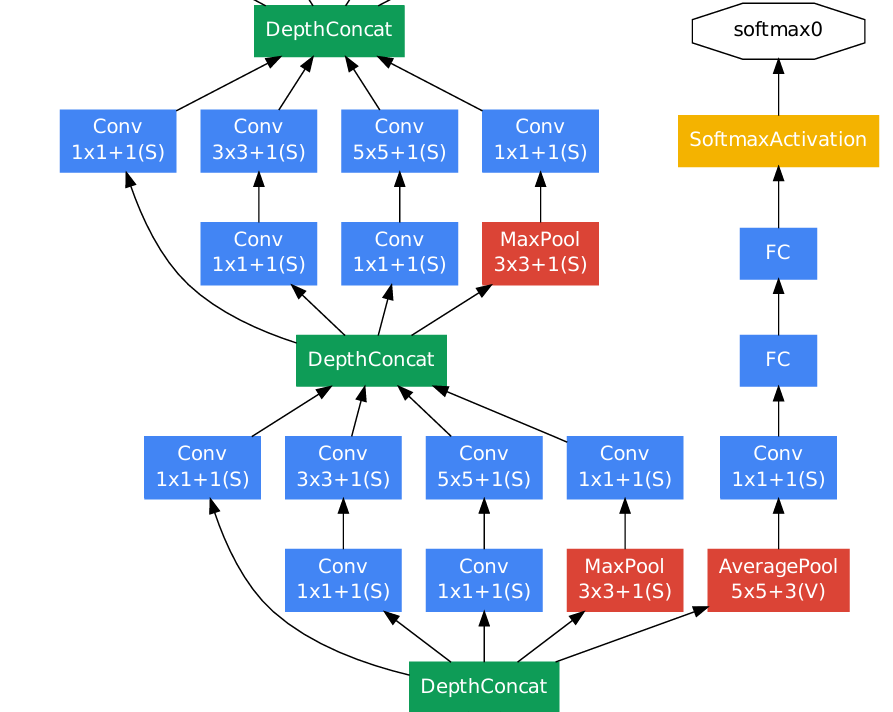 DepthConcat
softmax0
Conv
1x1+1(S)
Conv
3x3+1(S)
Conv
5x5+1(S)
Conv
1x1+1(S)
SoftmaxActivation
Conv
1x1+1(S)
Conv
1x1+1(S)
MaxPool
3x3+1(S)
FC
DepthConcat
FC
Conv
1x1+1(S)
Conv
3x3+1(S)
Conv
5x5+1(S)
Conv
1x1+1(S)
Conv
1x1+1(S)
Conv
1x1+1(S)
Conv
1x1+1(S)
MaxPool
3x3+1(S)
AveragePool
5x5+3(V)
DepthConcat